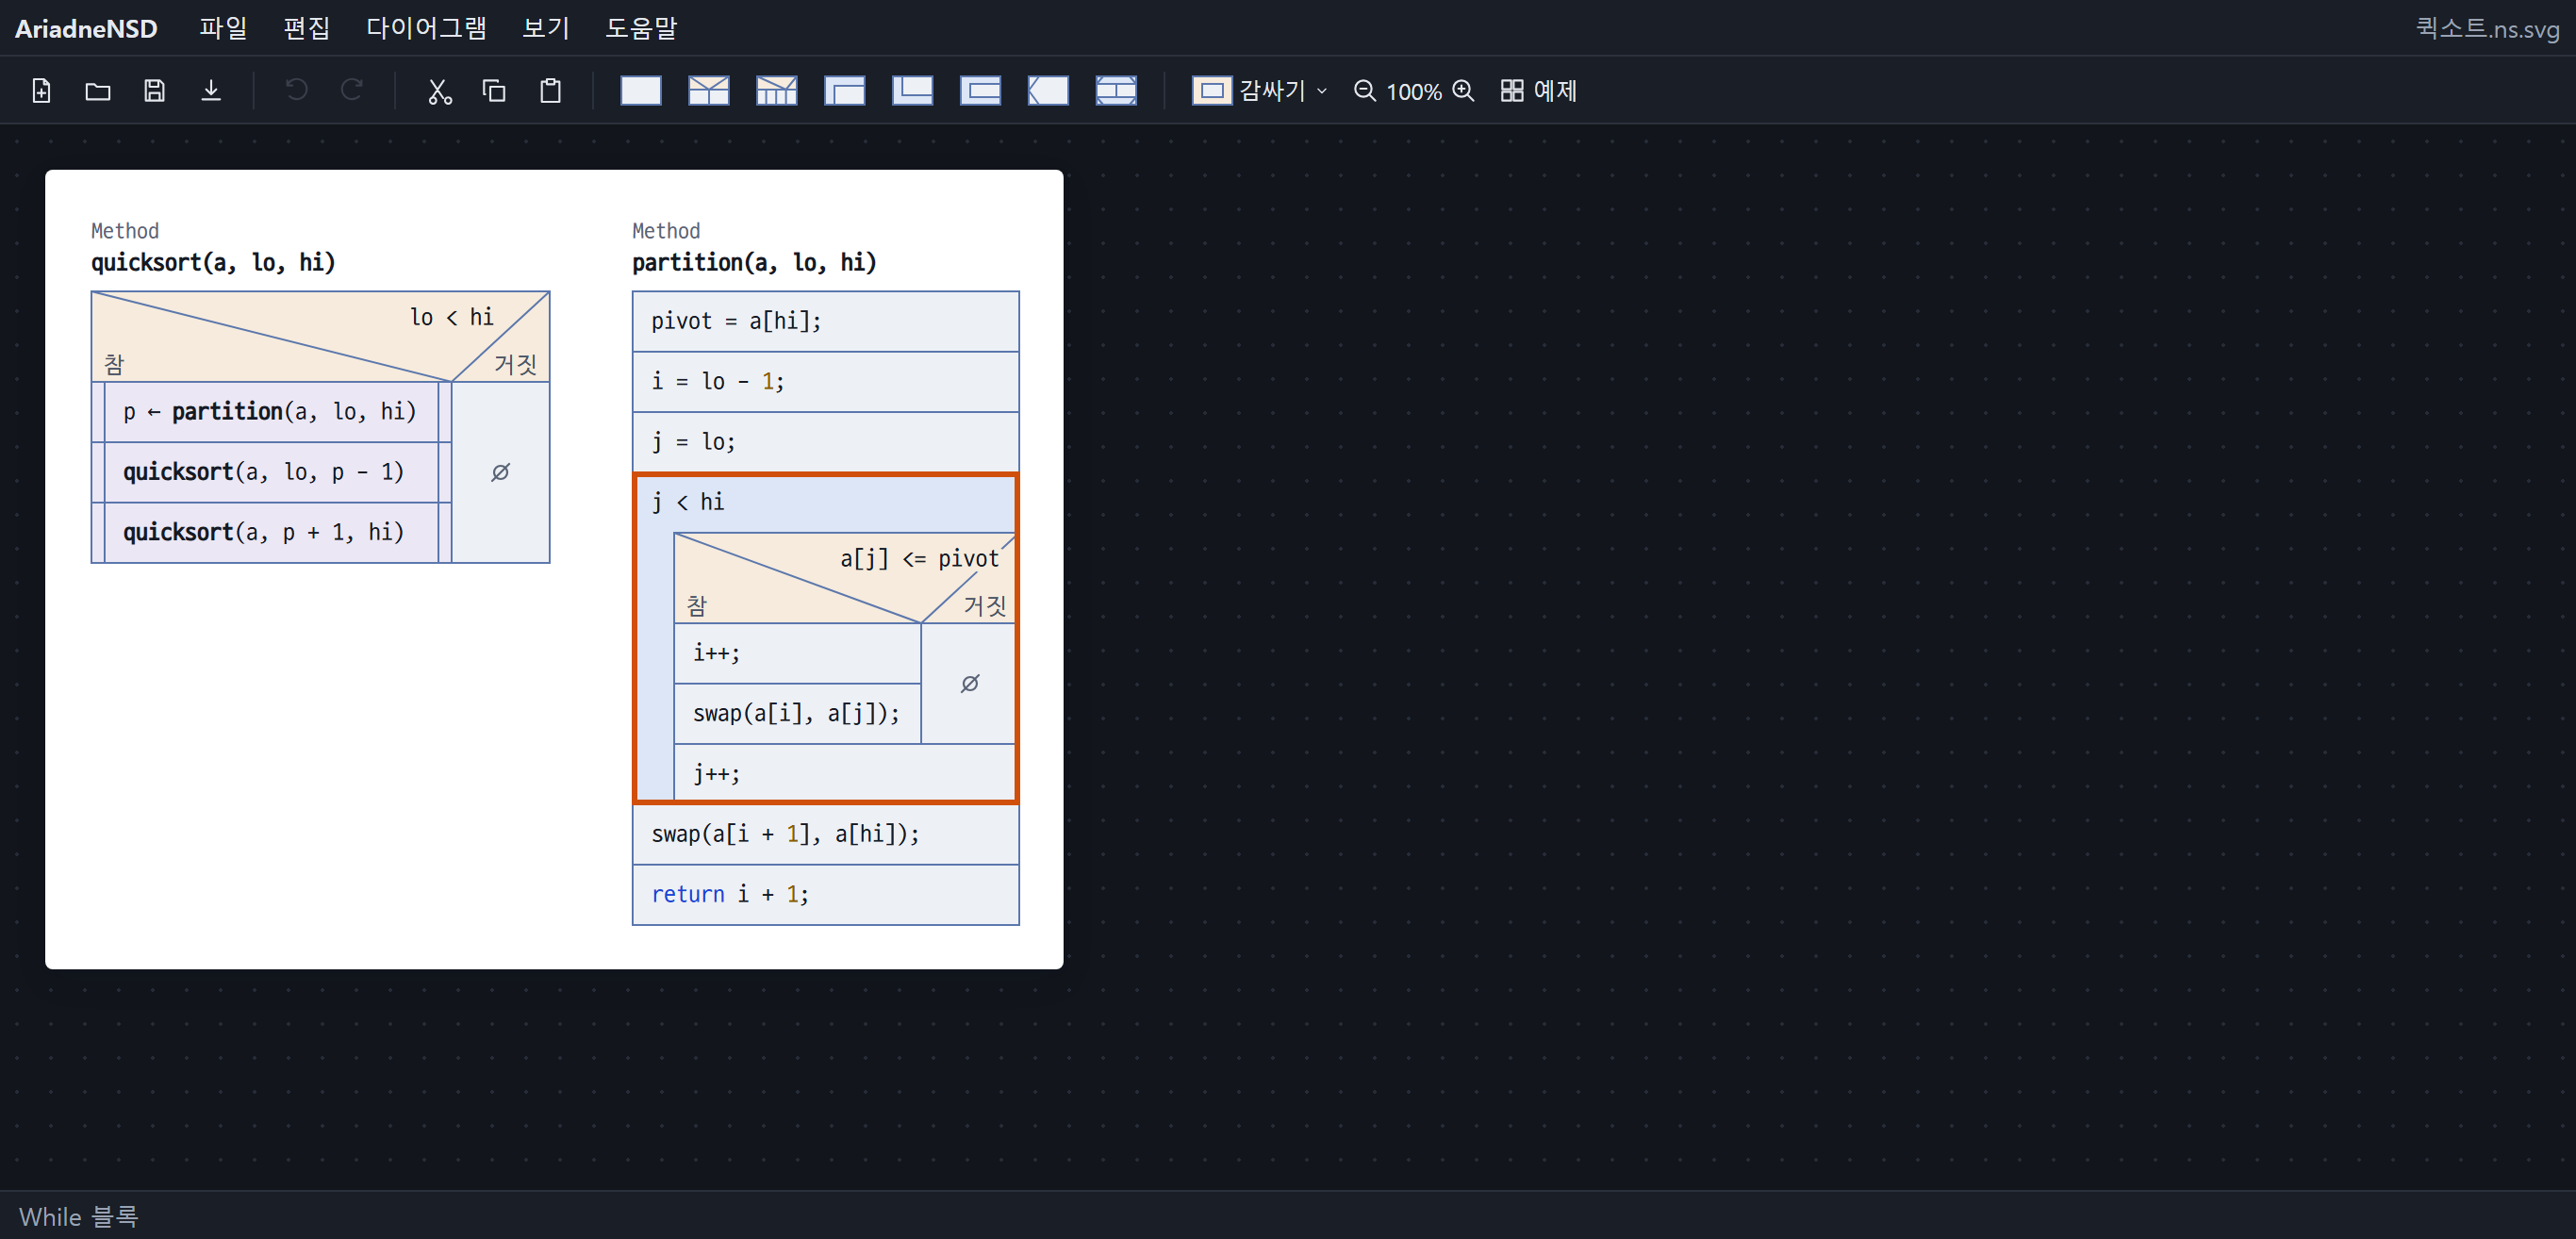 AriadneNSD 파일 편집 다이어그램 보기 도움말 퀵소트.ns.svg
감싸기 100% 예제
Method
quicksort(a, lo, hi)
lo < hi
참 거짓
p ← partition(a, lo, hi)
quicksort(a, lo, p - 1)
∅
quicksort(a, p + 1, hi)
Method
partition(a, lo, hi)
pivot = a[hi];
i = lo - 1;
j = lo;
j < hi
a[j] <= pivot
참 거짓
i++;
∅
swap(a[i], a[j]);
j++;
swap(a[i + 1], a[hi]);
return i + 1;
While 블록